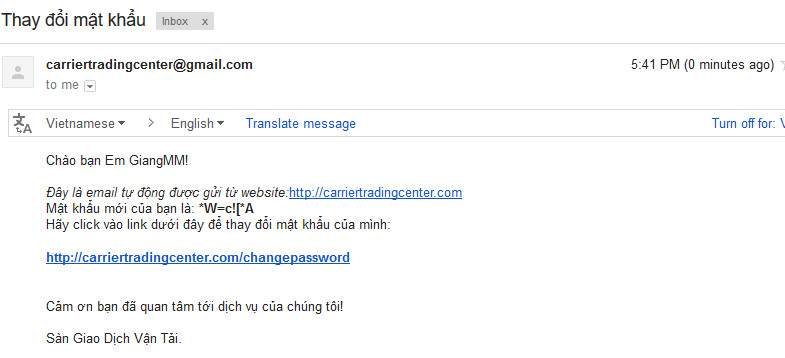 Thay đổi mật khẩu Inbox x
carriertradingcenter@gmail.com 5:41 PM (0 minutes ago)
to me
Vietnamese > English Translate message Turn off for: V
Chào bạn Em GiangMM!
Đây là email tự động được gửi từ website:http://carriertradingcenter.com
Mật khẩu mới của bạn là: *W=c![*A
Hãy click vào link dưới đây để thay đổi mật khẩu của mình:
http://carriertradingcenter.com/changepassword
Cảm ơn bạn đã quan tâm tới dịch vụ của chúng tôi!
Sàn Giao Dịch Vận Tải.